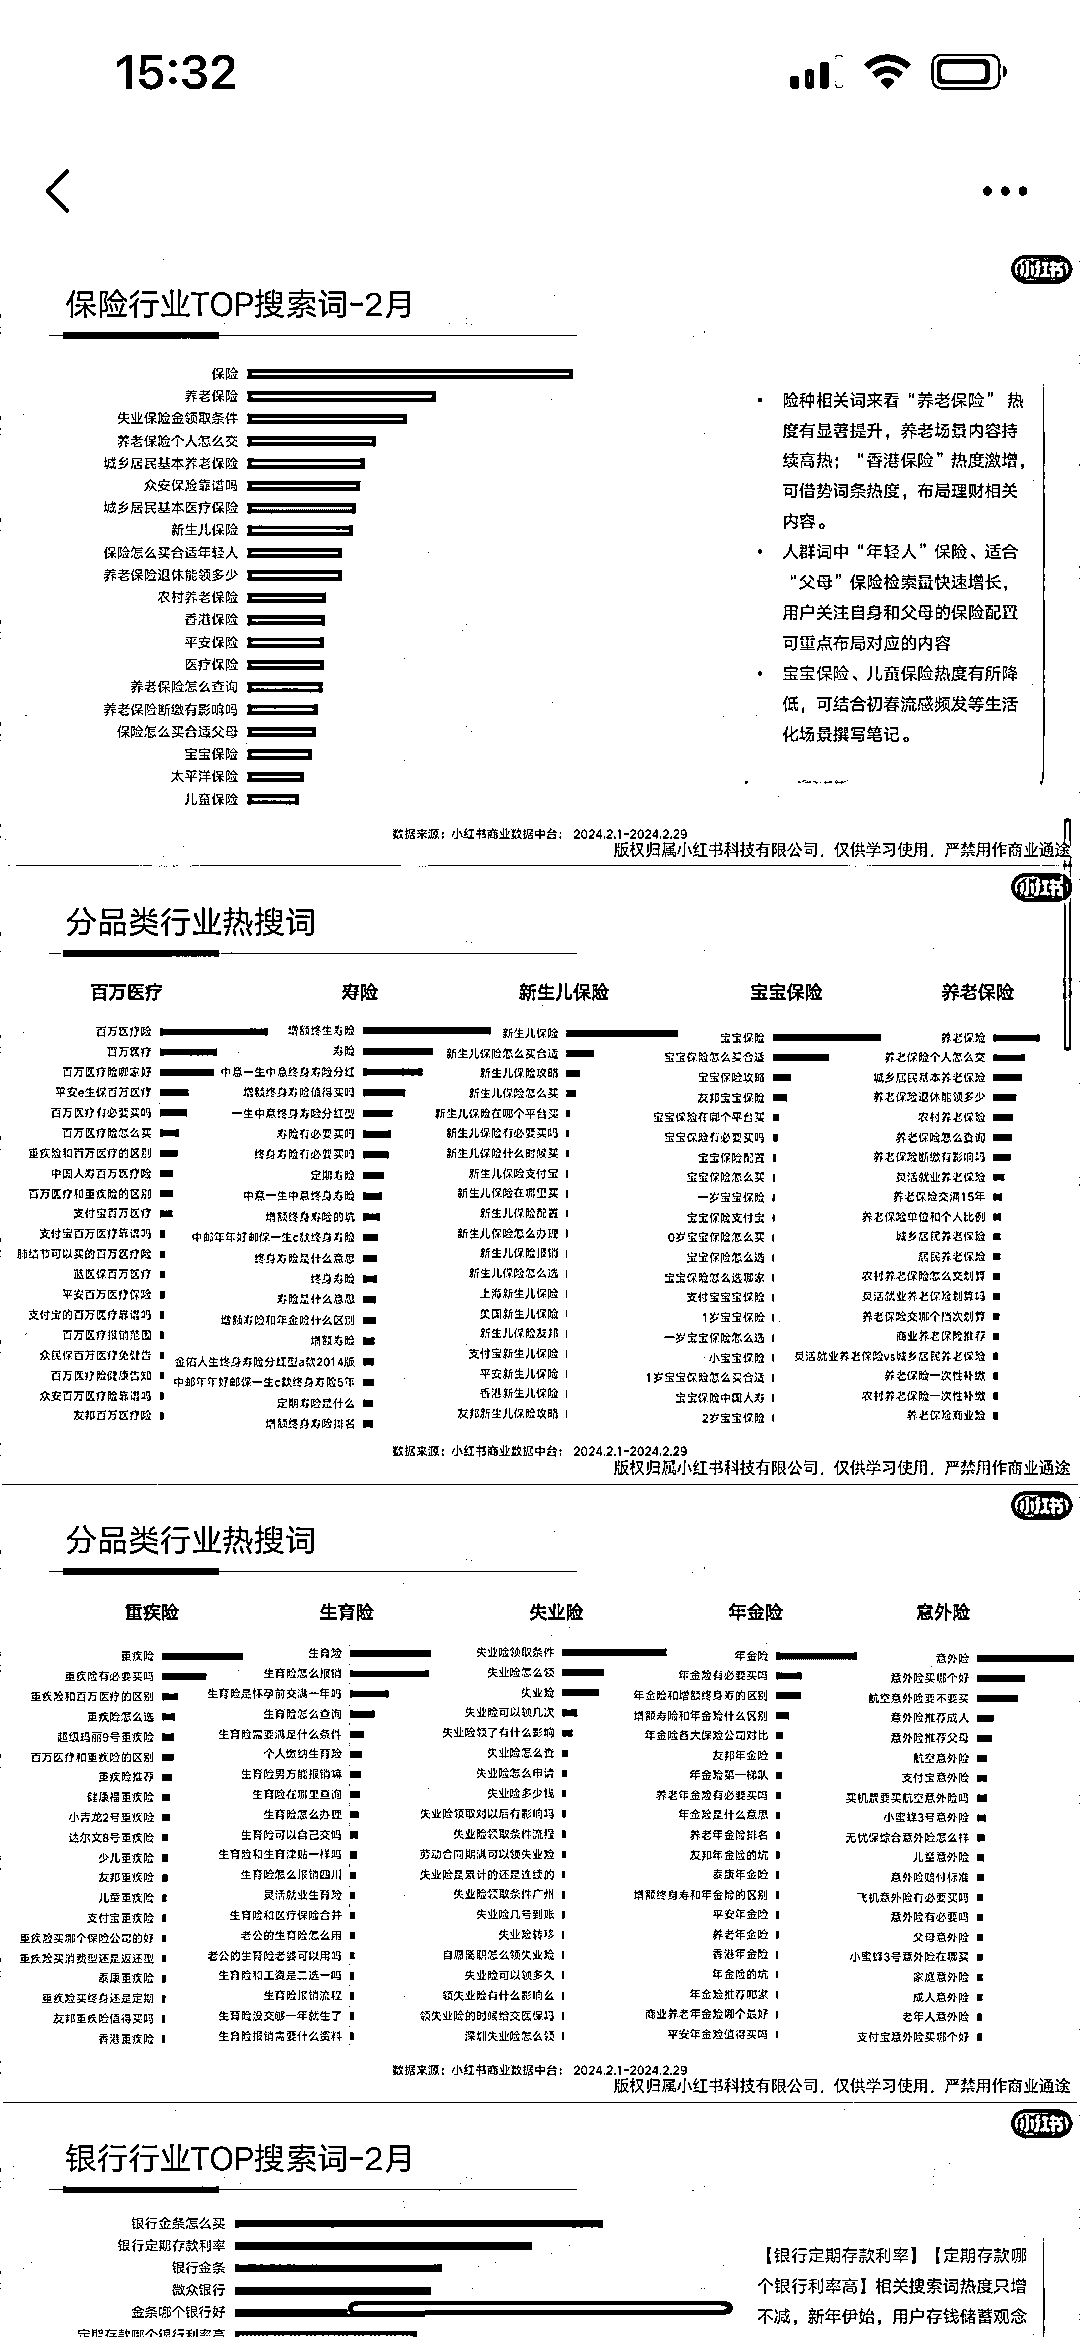 15:32
小红书
保险行业TOP搜索词-2月
保险
养老保险
失业保险金领取条件
养老保险个人怎么交
城乡居民基本养老保险
众安保险靠谱吗
城乡居民基本医疗保险
新生儿保险
保险怎么买合适年轻人
养老保险退休能领多少
农村养老保险
香港保险
平安保险
医疗保险
养老保险怎么查询
养老保险断缴有影响吗
保险怎么买合适父母
宝宝保险
太平洋保险
儿童保险
• 险种相关词来看“养老保险” 热
度有显著提升，养老场景内容持
续高热；“香港保险”热度激增，
可借势词条热度，布局理财相关
内容。
• 人群词中“年轻人”保险、适合
“父母”保险检索量快速增长，
用户关注自身和父母的保险配置
可重点布局对应的内容
• 宝宝保险、儿童保险热度有所降
低，可结合初春流感频发等生活
化场景撰写笔记。
数据来源：小红书商业数据中台； 2024.2.1-2024.2.29
版权归属小红书科技有限公司，仅供学习使用，严禁用作商业通途
小红书
分品类行业热搜词
百万医疗
百万医疗险
百万医疗
百万医疗险哪家好
平安e生保百万医疗
百万医疗有必要买吗
百万医疗险怎么买
重疾险和百万医疗的区别
中国人寿百万医疗险
百万医疗和重疾险的区别
支付宝百万医疗
支付宝百万医疗靠谱吗
肺结节可以买的百万医疗险
蓝医保百万医疗
平安百万医疗保险
支付宝的百万医疗靠谱吗
百万医疗报销范围
众民保百万医疗免健告
百万医疗险健康告知
众安百万医疗险靠谱吗
友邦百万医疗险
寿险
增额终生寿险
寿险
中意一生中意终身寿险分红
增额终身寿险值得买吗
一生中意终身寿险分红型
寿险有必要买吗
终身寿险有必要买吗
定期寿险
中意一生中意终身寿险
增额终身寿险的坑
中邮年年好邮保一生c款终身寿险
终身寿险是什么意思
终身寿险
寿险是什么意思
增额寿险和年金险什么区别
增额寿险
金佑人生终身寿险分红型a款2014版
中邮年年好邮保一生c款终身寿险5年
定期寿险是什么
增额终身寿险排名
新生儿保险
新生儿保险
新生儿保险怎么买合适
新生儿保险攻略
新生儿保险怎么买
新生儿保险在哪个平台买
新生儿保险有必要买吗
新生儿保险什么时候买
新生儿保险支付宝
新生儿保险在哪里买
新生儿保险配置
新生儿保险怎么办理
新生儿保险报销
新生儿保险怎么选
上海新生儿保险
美国新生儿保险
新生儿保险友邦
支付宝新生儿保险
平安新生儿保险
香港新生儿保险
友邦新生儿保险攻略
宝宝保险
宝宝保险
宝宝保险怎么买合适
宝宝保险攻略
友邦宝宝保险
宝宝保险在哪个平台买
宝宝保险有必要买吗
宝宝保险配置
宝宝保险怎么买
一岁宝宝保险
宝宝保险支付宝
0岁宝宝保险怎么买
宝宝保险怎么选
宝宝保险怎么选哪家
支付宝宝宝保险
1岁宝宝保险
一岁宝宝保险怎么选
小宝宝保险
1岁宝宝保险怎么买合适
宝宝保险中国人寿
2岁宝宝保险
养老保险
养老保险
养老保险个人怎么交
城乡居民基本养老保险
养老保险退休能领多少
农村养老保险
养老保险怎么查询
养老保险断缴有影响吗
灵活就业养老保险
养老保险交满15年
养老保险单位和个人比例
城乡居民养老保险
居民养老保险
农村养老保险怎么交划算
灵活就业养老保险划算吗
养老保险交哪个档次划算
商业养老保险推荐
灵活就业养老保险vs城乡居民养老保险
养老保险一次性补缴
农村养老保险一次性补缴
养老保险商业险
数据来源：小红书商业数据中台； 2024.2.1-2024.2.29
版权归属小红书科技有限公司，仅供学习使用，严禁用作商业通途
小红书
分品类行业热搜词
重疾险
重疾险
重疾险有必要买吗
重疾险和百万医疗的区别
重疾险怎么选
超级玛丽9号重疾险
百万医疗和重疾险的区别
重疾险推荐
健康福重疾险
小青龙2号重疾险
达尔文8号重疾险
少儿重疾险
友邦重疾险
儿童重疾险
支付宝重疾险
重疾险买哪个保险公司的好
重疾险买消费型还是返还型
泰康重疾险
重疾险买终身还是定期
友邦重疾险值得买吗
香港重疾险
生育险
生育险
生育险怎么报销
生育险是怀孕前交满一年吗
生育险怎么查询
生育险需要满足什么条件
个人缴纳生育险
生育险男方能报销嘛
生育险在哪里查询
生育险怎么办理
生育险可以自己交吗
生育险和生育津贴一样吗
生育险怎么报销四川
灵活就业生育险
生育险和医疗保险合并
老公的生育险怎么用
老公的生育险老婆可以用吗
生育险和工资是二选一吗
生育险报销流程
生育险没交够一年就生了
生育险报销需要什么资料
失业险
失业险领取条件
失业险怎么领
失业险
失业险可以领几次
失业险领了有什么影响
失业险怎么查
失业险怎么申请
失业险多少钱
失业险领取对以后有影响吗
失业险领取条件流程
劳动合同期满可以领失业险
失业险是累计的还是连续的
失业险领取条件广州
失业险几号到账
失业险转移
自愿离职怎么领失业险
失业险可以领多久
领失业险有什么影响么
领失业险的时候给交医保吗
深圳失业险怎么领
年金险
年金险
年金险有必要买吗
年金险和增额终身寿的区别
增额寿险和年金险什么区别
年金险各大保险公司对比
友邦年金险
年金险第一梯队
养老年金险有必要买吗
年金险是什么意思
养老年金险排名
友邦年金险的坑
泰康年金险
增额终身寿和年金险的区别
平安年金险
养老年金险
香港年金险
年金险的坑
年金险推荐哪家
商业养老年金险哪个最好
平安年金险值得买吗
意外险
意外险
意外险买哪个好
航空意外险要不要买
意外险推荐成人
意外险推荐父母
航空意外险
支付宝意外险
买机票要买航空意外险吗
小蜜蜂3号意外险
无忧保综合意外险怎么样
儿童意外险
意外险赔付标准
飞机意外险有必要买吗
意外险有必要吗
父母意外险
小蜜蜂3号意外险在哪买
家庭意外险
成人意外险
老年人意外险
支付宝意外险买哪个好
数据来源：小红书商业数据中台； 2024.2.1-2024.2.29
版权归属小红书科技有限公司，仅供学习使用，严禁用作商业通途
小红书
银行行业TOP搜索词-2月
银行金条怎么买
银行定期存款利率
银行金条
微众银行
金条哪个银行好
定期存款哪个银行利率高
【银行定期存款利率】【定期存款哪
个银行利率高】相关搜索词热度只增
不减，新年伊始，用户存钱储蓄观念